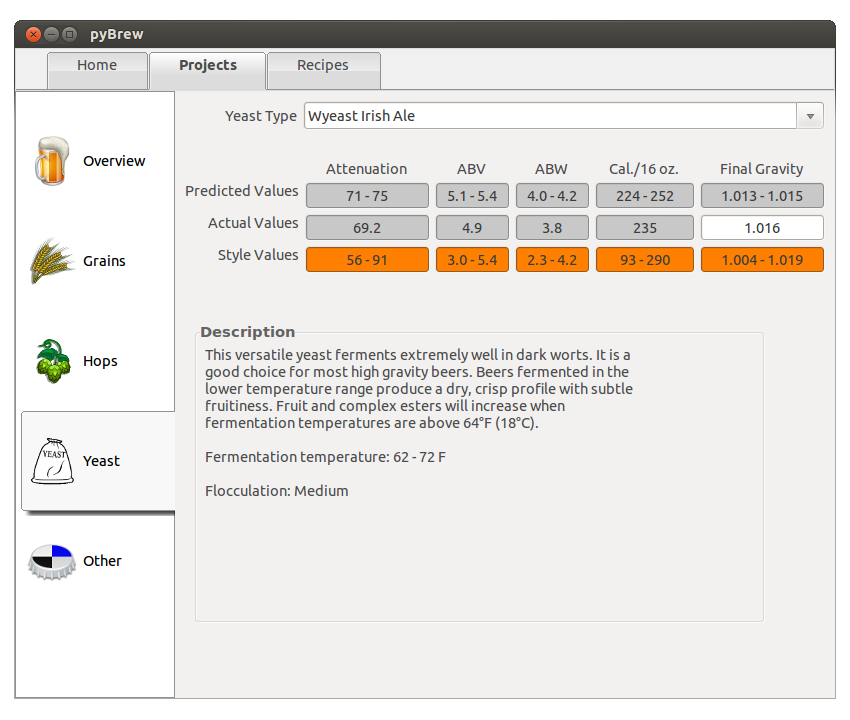 pyBrew
Home Projects Recipes
Yeast Type Wyeast Irish Ale
Overview
Attenuation ABV ABW Cal./16 oz. Final Gravity
Predicted Values 71 - 75 5.1 - 5.4 4.0 - 4.2 224 - 252 1.013 - 1.015
Actual Values 69.2 4.9 3.8 235 1.016
Style Values 56 - 91 3.0 - 5.4 2.3 - 4.2 93 - 290 1.004 - 1.019
Grains
Hops
YEAST
Yeast
Other
Description
This versatile yeast ferments extremely well in dark worts. It is a
good choice for most high gravity beers. Beers fermented in the
lower temperature range produce a dry, crisp profile with subtle
fruitiness. Fruit and complex esters will increase when
fermentation temperatures are above 64°F (18°C).
Fermentation temperature: 62 - 72 F
Flocculation: Medium